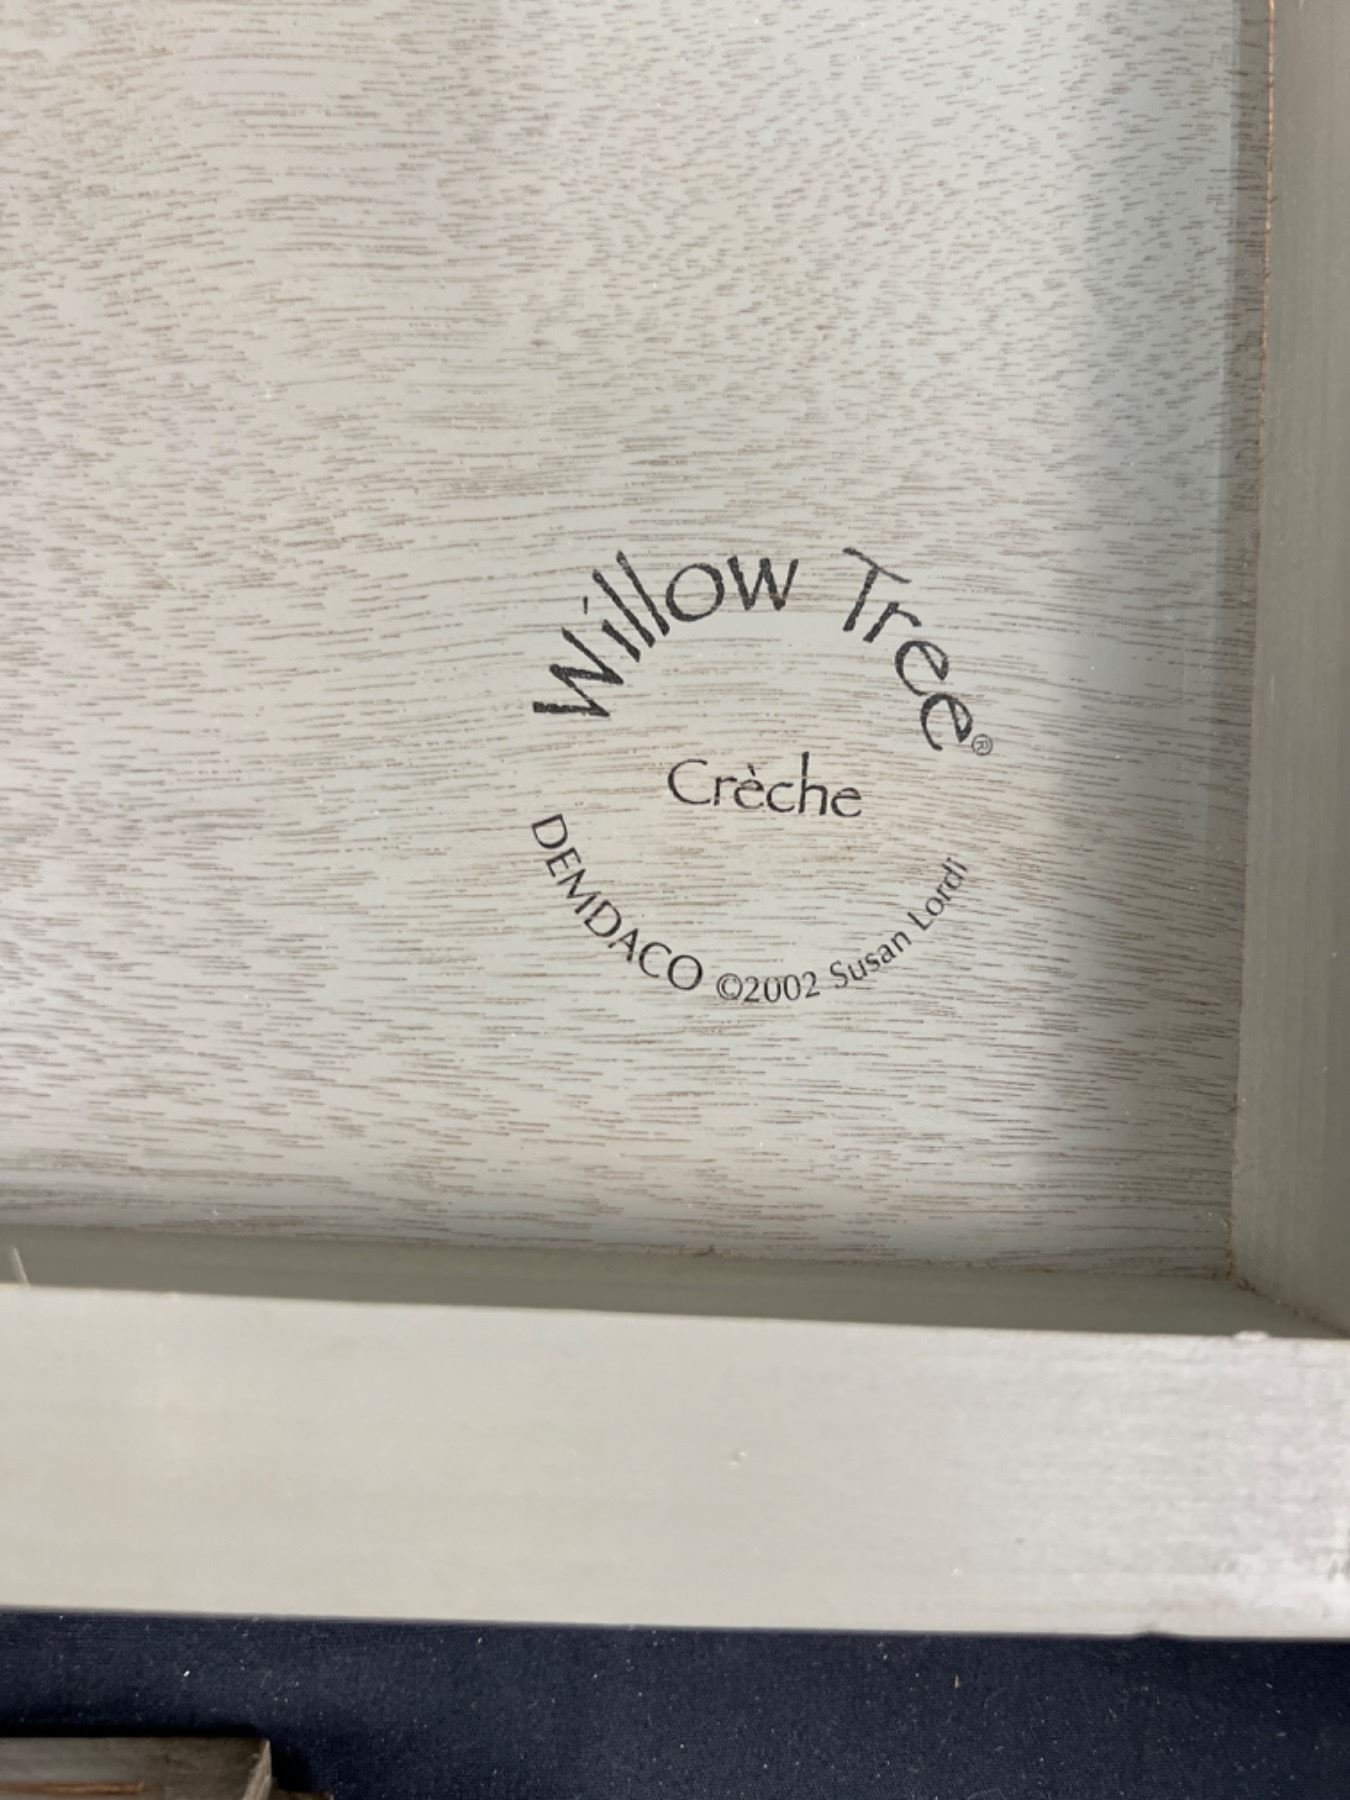 Willow Tree®
Crèche
DEMDACO ©2002 Susan Lordi